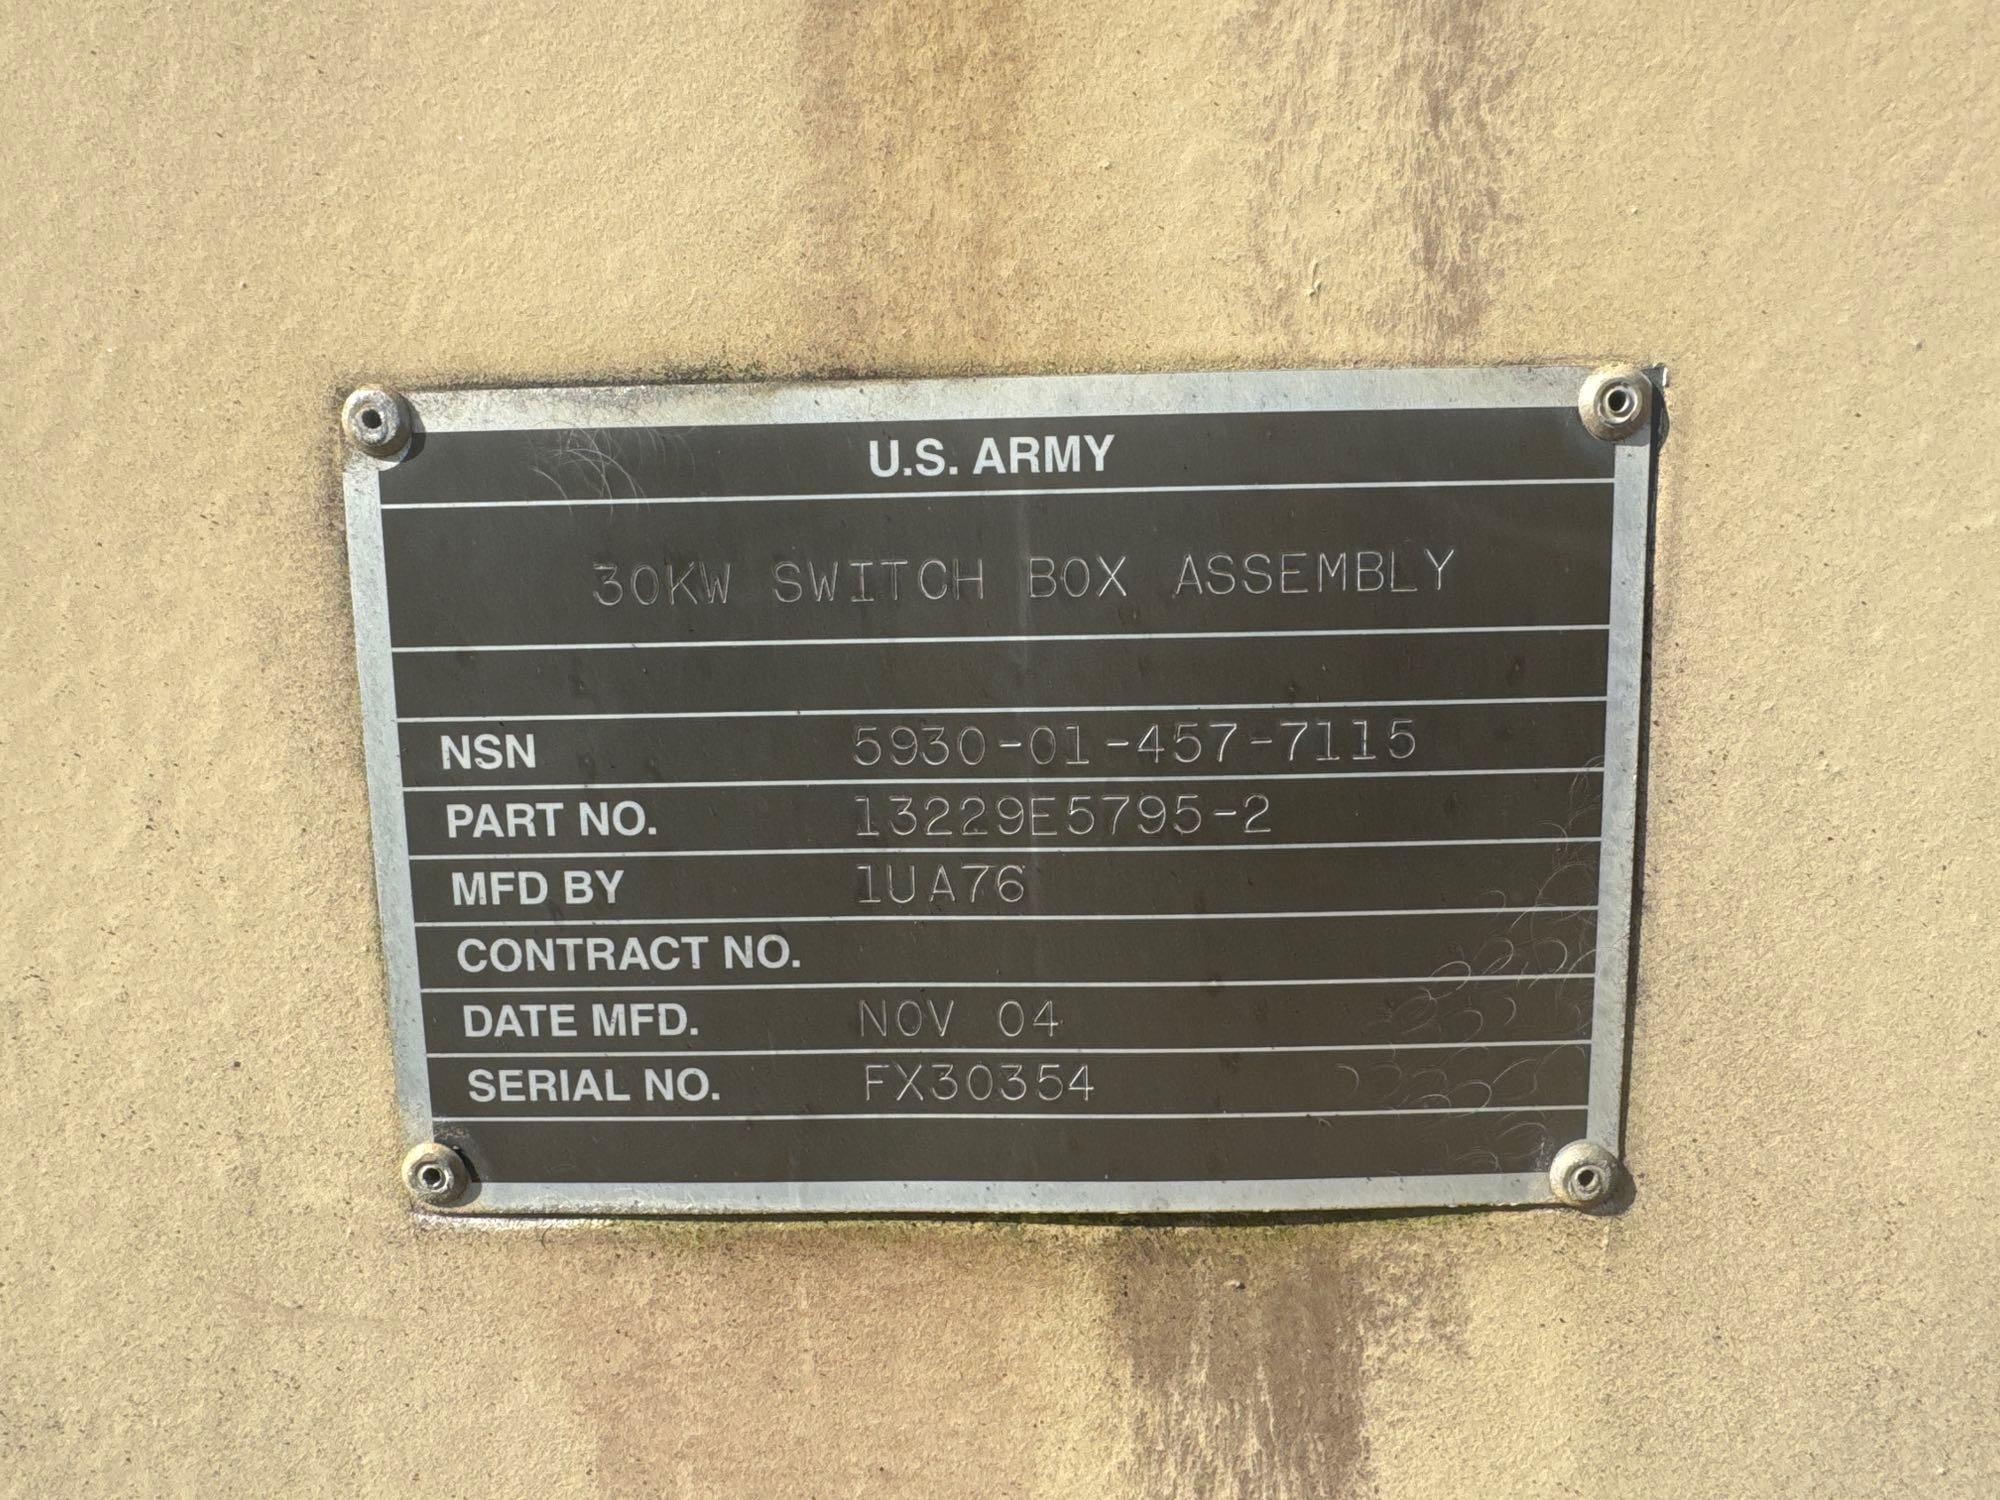 U.S. ARMY
30KW SWITCH BOX ASSEMBLY
NSN 5930-01-457-7115
PART NO. 13229E5795-2
MFD BY 1UA76
CONTRACT NO.
DATE MFD. NOV 04
SERIAL NO. FX30354